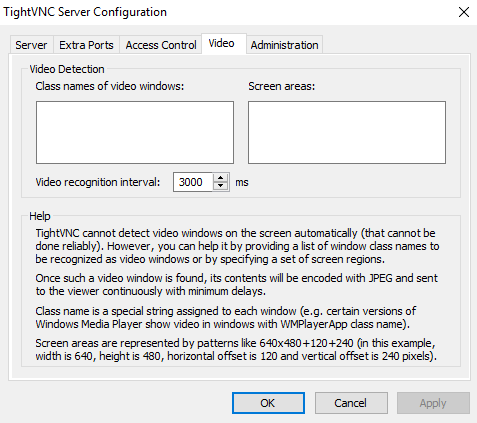 TightVNC Server Configuration
Server Extra Ports Access Control Video Administration
Video Detection
Class names of video windows: Screen areas:
Video recognition interval: 3000 ms
Help
TightVNC cannot detect video windows on the screen automatically (that cannot be
done reliably). However, you can help it by providing a list of window class names to
be recognized as video windows or by specifying a set of screen regions.
Once such a video window is found, its contents will be encoded with JPEG and sent
to the viewer continuously with minimum delays.
Class name is a special string assigned to each window (e.g. certain versions of
Windows Media Player show video in windows with WMPlayerApp class name).
Screen areas are represented by patterns like 640x480+120+240 (in this example,
width is 640, height is 480, horizontal offset is 120 and vertical offset is 240 pixels).
OK Cancel Apply